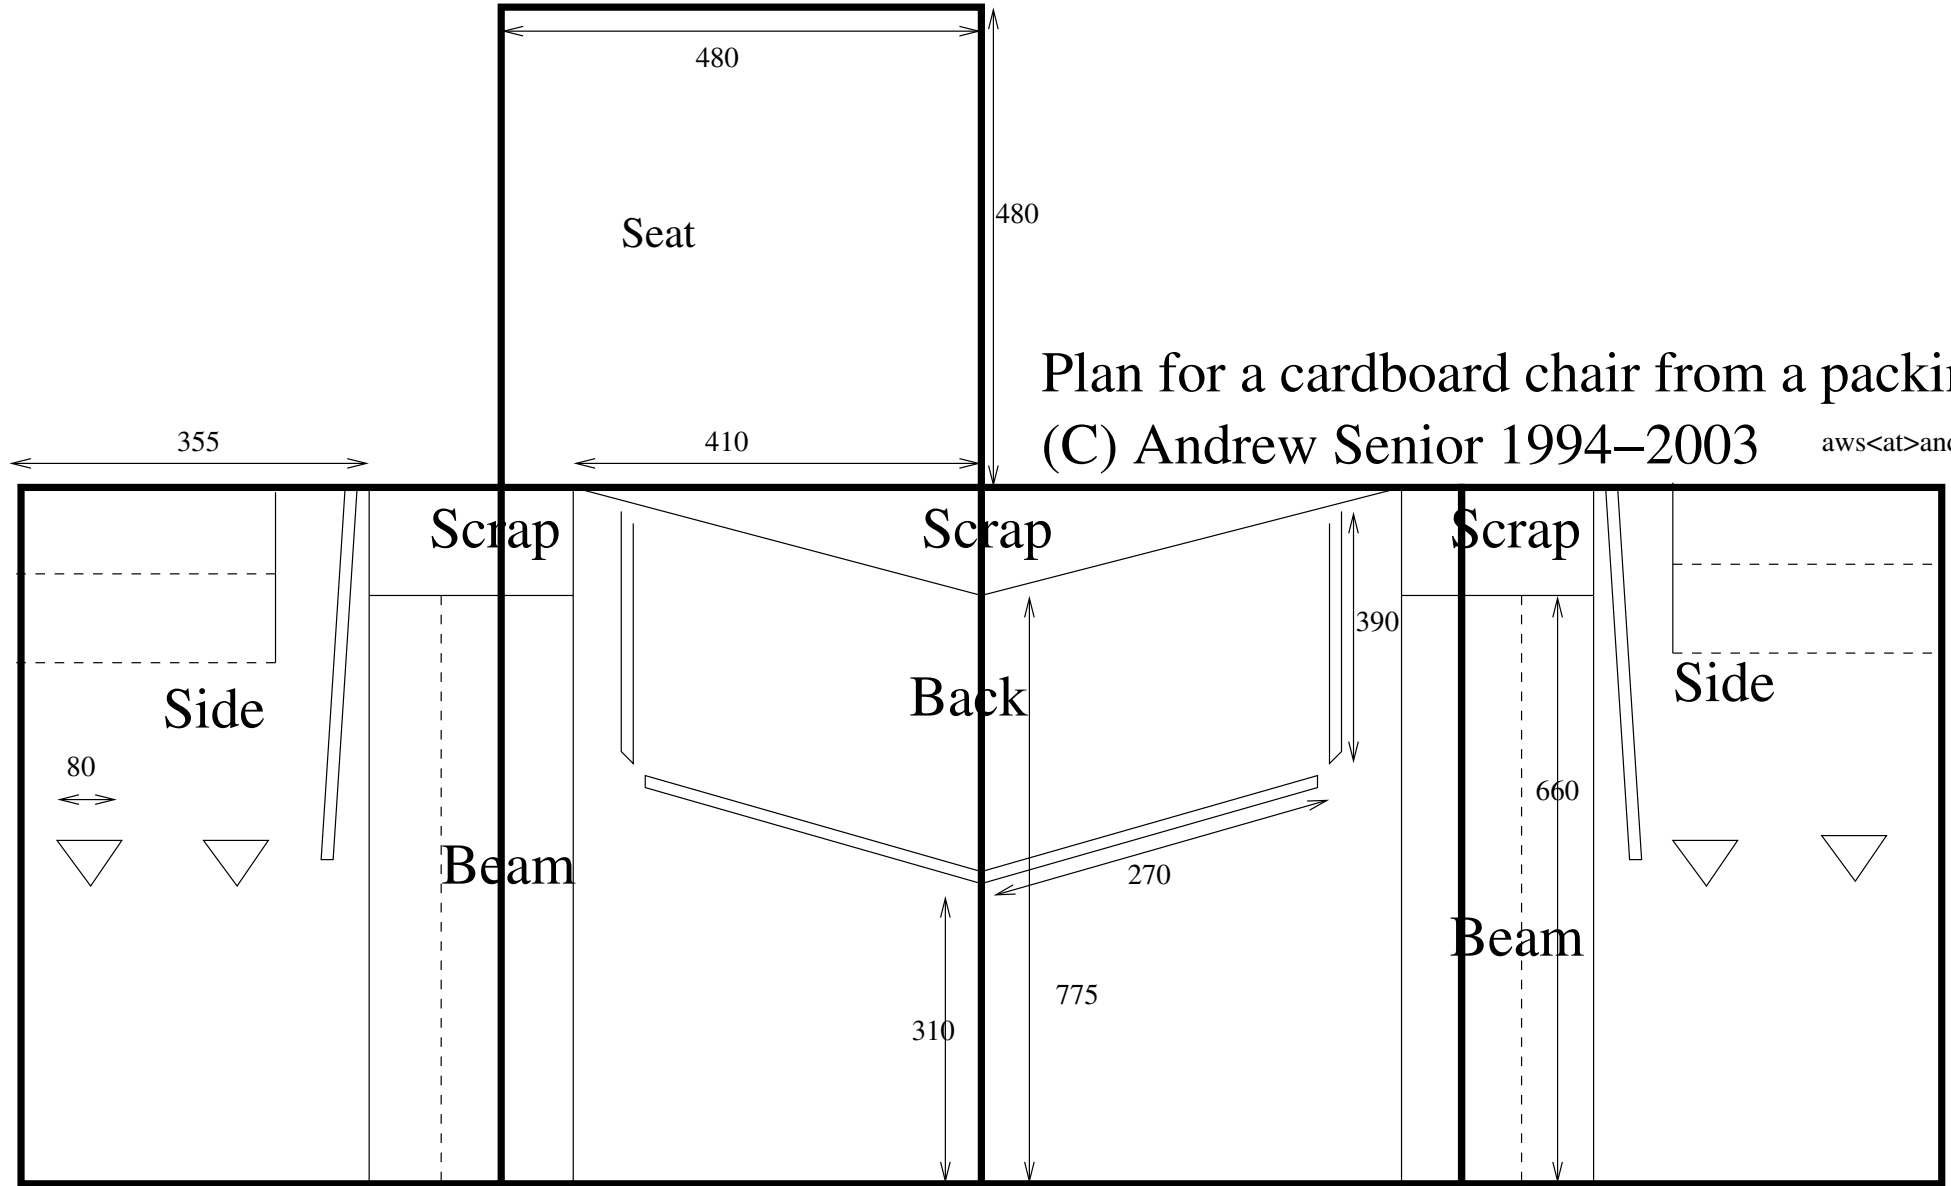 480
Seat
480
Plan for a cardboard chair from a
(C) Andrew Senior 1994–2003
355
410
Scrap
Scrap
Scrap
390
Side
Back
Side
80
660
Beam
270
Beam
775
310